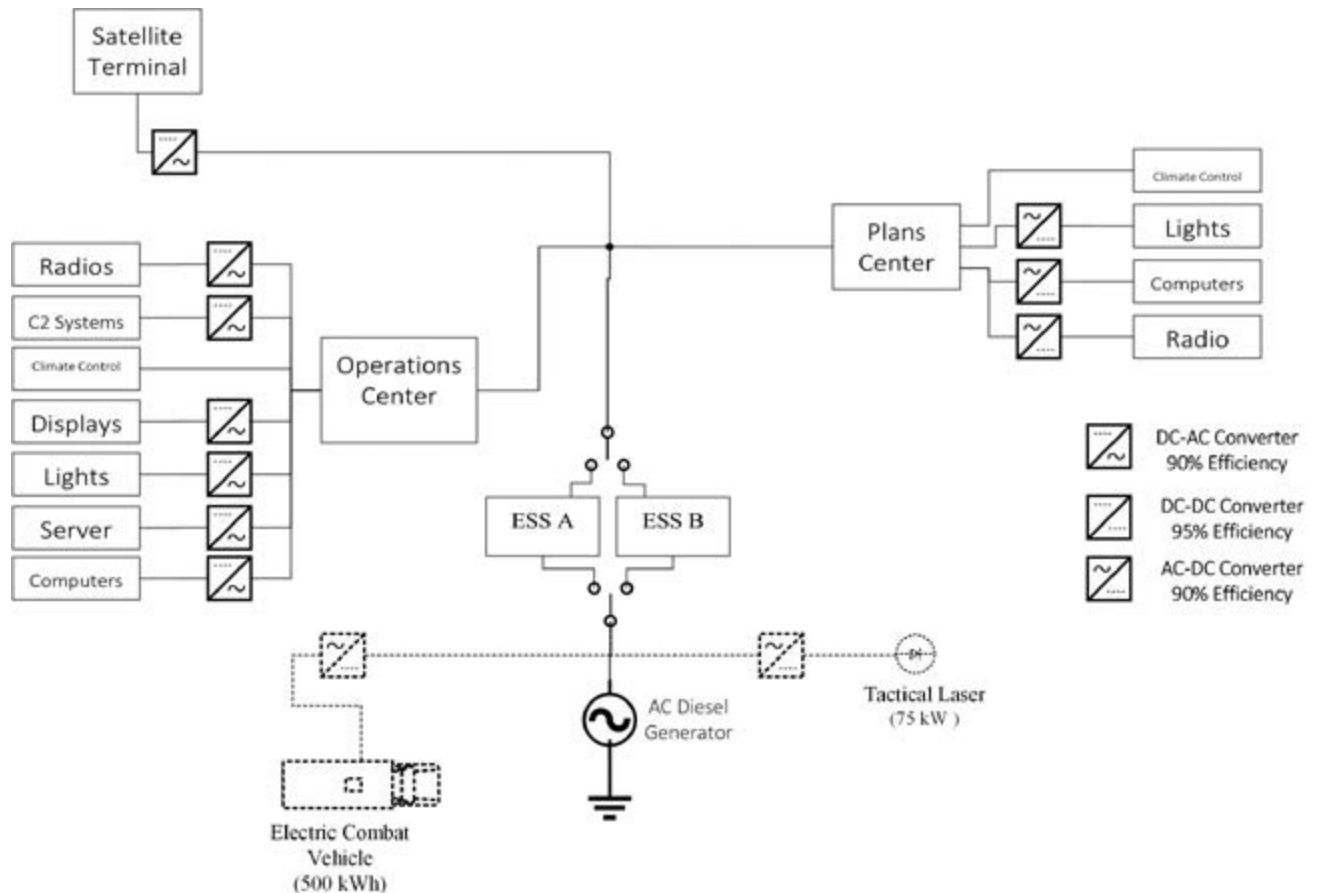 Satellite
Terminal
Radios
C2 Systems
Climate Control
Displays
Lights
Server
Computers
Operations
Center
Plans
Center
Climate Control
Lights
Computers
Radio
ESS A
ESS B
DC-AC Converter
90% Efficiency
DC-DC Converter
95% Efficiency
AC-DC Converter
90% Efficiency
AC Diesel
Generator
Tactical Laser
(75 kW )
Electric Combat
Vehicle
(500 kWh)